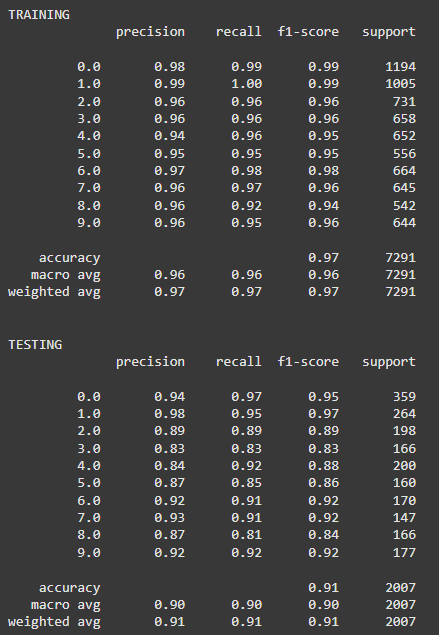 TRAINING
precision recall f1-score support
0.0 0.98 0.99 0.99 1194
1.0 0.99 1.00 0.99 1005
2.0 0.96 0.96 0.96 731
3.0 0.96 0.96 0.96 658
4.0 0.94 0.96 0.95 652
5.0 0.95 0.95 0.95 556
6.0 0.97 0.98 0.98 664
7.0 0.96 0.97 0.96 645
8.0 0.96 0.92 0.94 542
9.0 0.96 0.95 0.96 644
accuracy 0.97 7291
macro avg 0.96 0.96 0.96 7291
weighted avg 0.97 0.97 0.97 7291
TESTING
precision recall f1-score support
0.0 0.94 0.97 0.95 359
1.0 0.98 0.95 0.97 264
2.0 0.89 0.89 0.89 198
3.0 0.83 0.83 0.83 166
4.0 0.84 0.92 0.88 200
5.0 0.87 0.85 0.86 160
6.0 0.92 0.91 0.92 170
7.0 0.93 0.91 0.92 147
8.0 0.87 0.81 0.84 166
9.0 0.92 0.92 0.92 177
accuracy 0.91 2007
macro avg 0.90 0.90 0.90 2007
weighted avg 0.91 0.91 0.91 2007